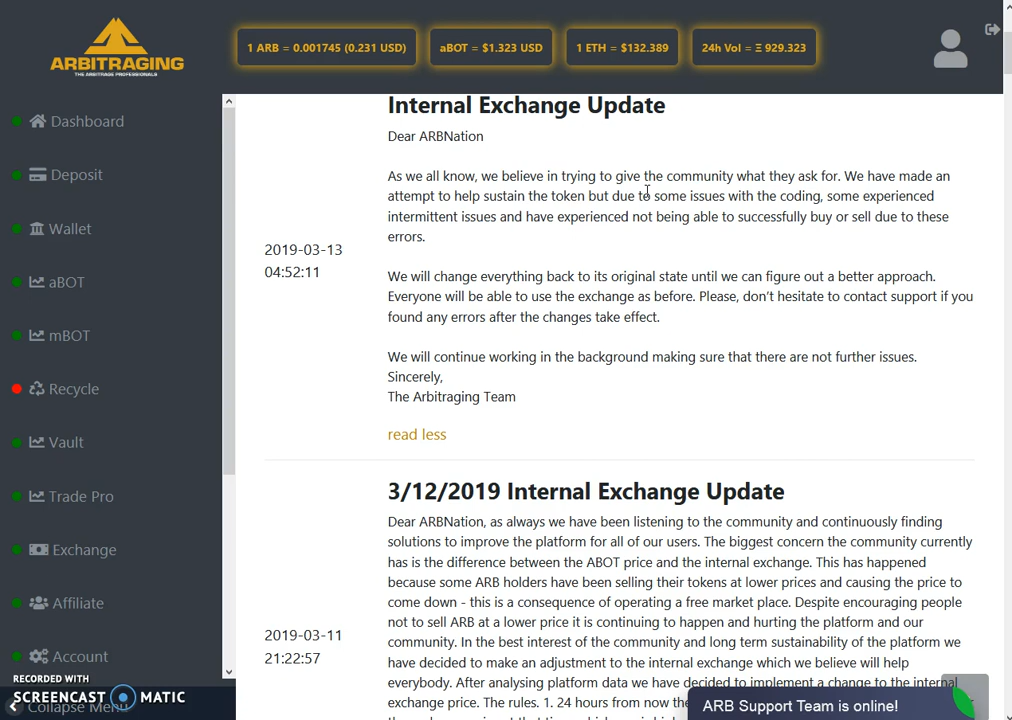 ARBITRAGING
THE ARBITRAGE PROFESSIONALS
1 ARB = 0.001745 (0.231 USD)
aBOT = $1.323 USD
1 ETH = $132.389
24h Vol = Ξ 929.323
Dashboard
Deposit
Wallet
aBOT
mBOT
Recycle
Vault
Trade Pro
Exchange
Affiliate
Account
Collapse Menu
RECORDED WITH
SCREENCAST MATIC
Internal Exchange Update
Dear ARBNation
As we all know, we believe in trying to give the community what they ask for. We have made an
attempt to help sustain the token but due to some issues with the coding, some experienced
intermittent issues and have experienced not being able to successfully buy or sell due to these
errors.
2019-03-13
04:52:11
We will change everything back to its original state until we can figure out a better approach.
Everyone will be able to use the exchange as before. Please, don't hesitate to contact support if you
found any errors after the changes take effect.
We will continue working in the background making sure that there are not further issues.
Sincerely,
The Arbitraging Team
read less
3/12/2019 Internal Exchange Update
Dear ARBNation, as always we have been listening to the community and continuously finding
solutions to improve the platform for all of our users. The biggest concern the community currently
has is the difference between the ABOT price and the internal exchange. This has happened
because some ARB holders have been selling their tokens at lower prices and causing the price to
come down - this is a consequence of operating a free market place. Despite encouraging people
not to sell ARB at a lower price it is continuing to happen and hurting the platform and our
community. In the best interest of the community and long term sustainability of the platform we
have decided to make an adjustment to the internal exchange which we believe will help
everybody. After analysing platform data we have decided to implement a change to the internal
exchange price. The rules. 1. 24 hours from now the
2019-03-11
21:22:57
ARB Support Team is online!